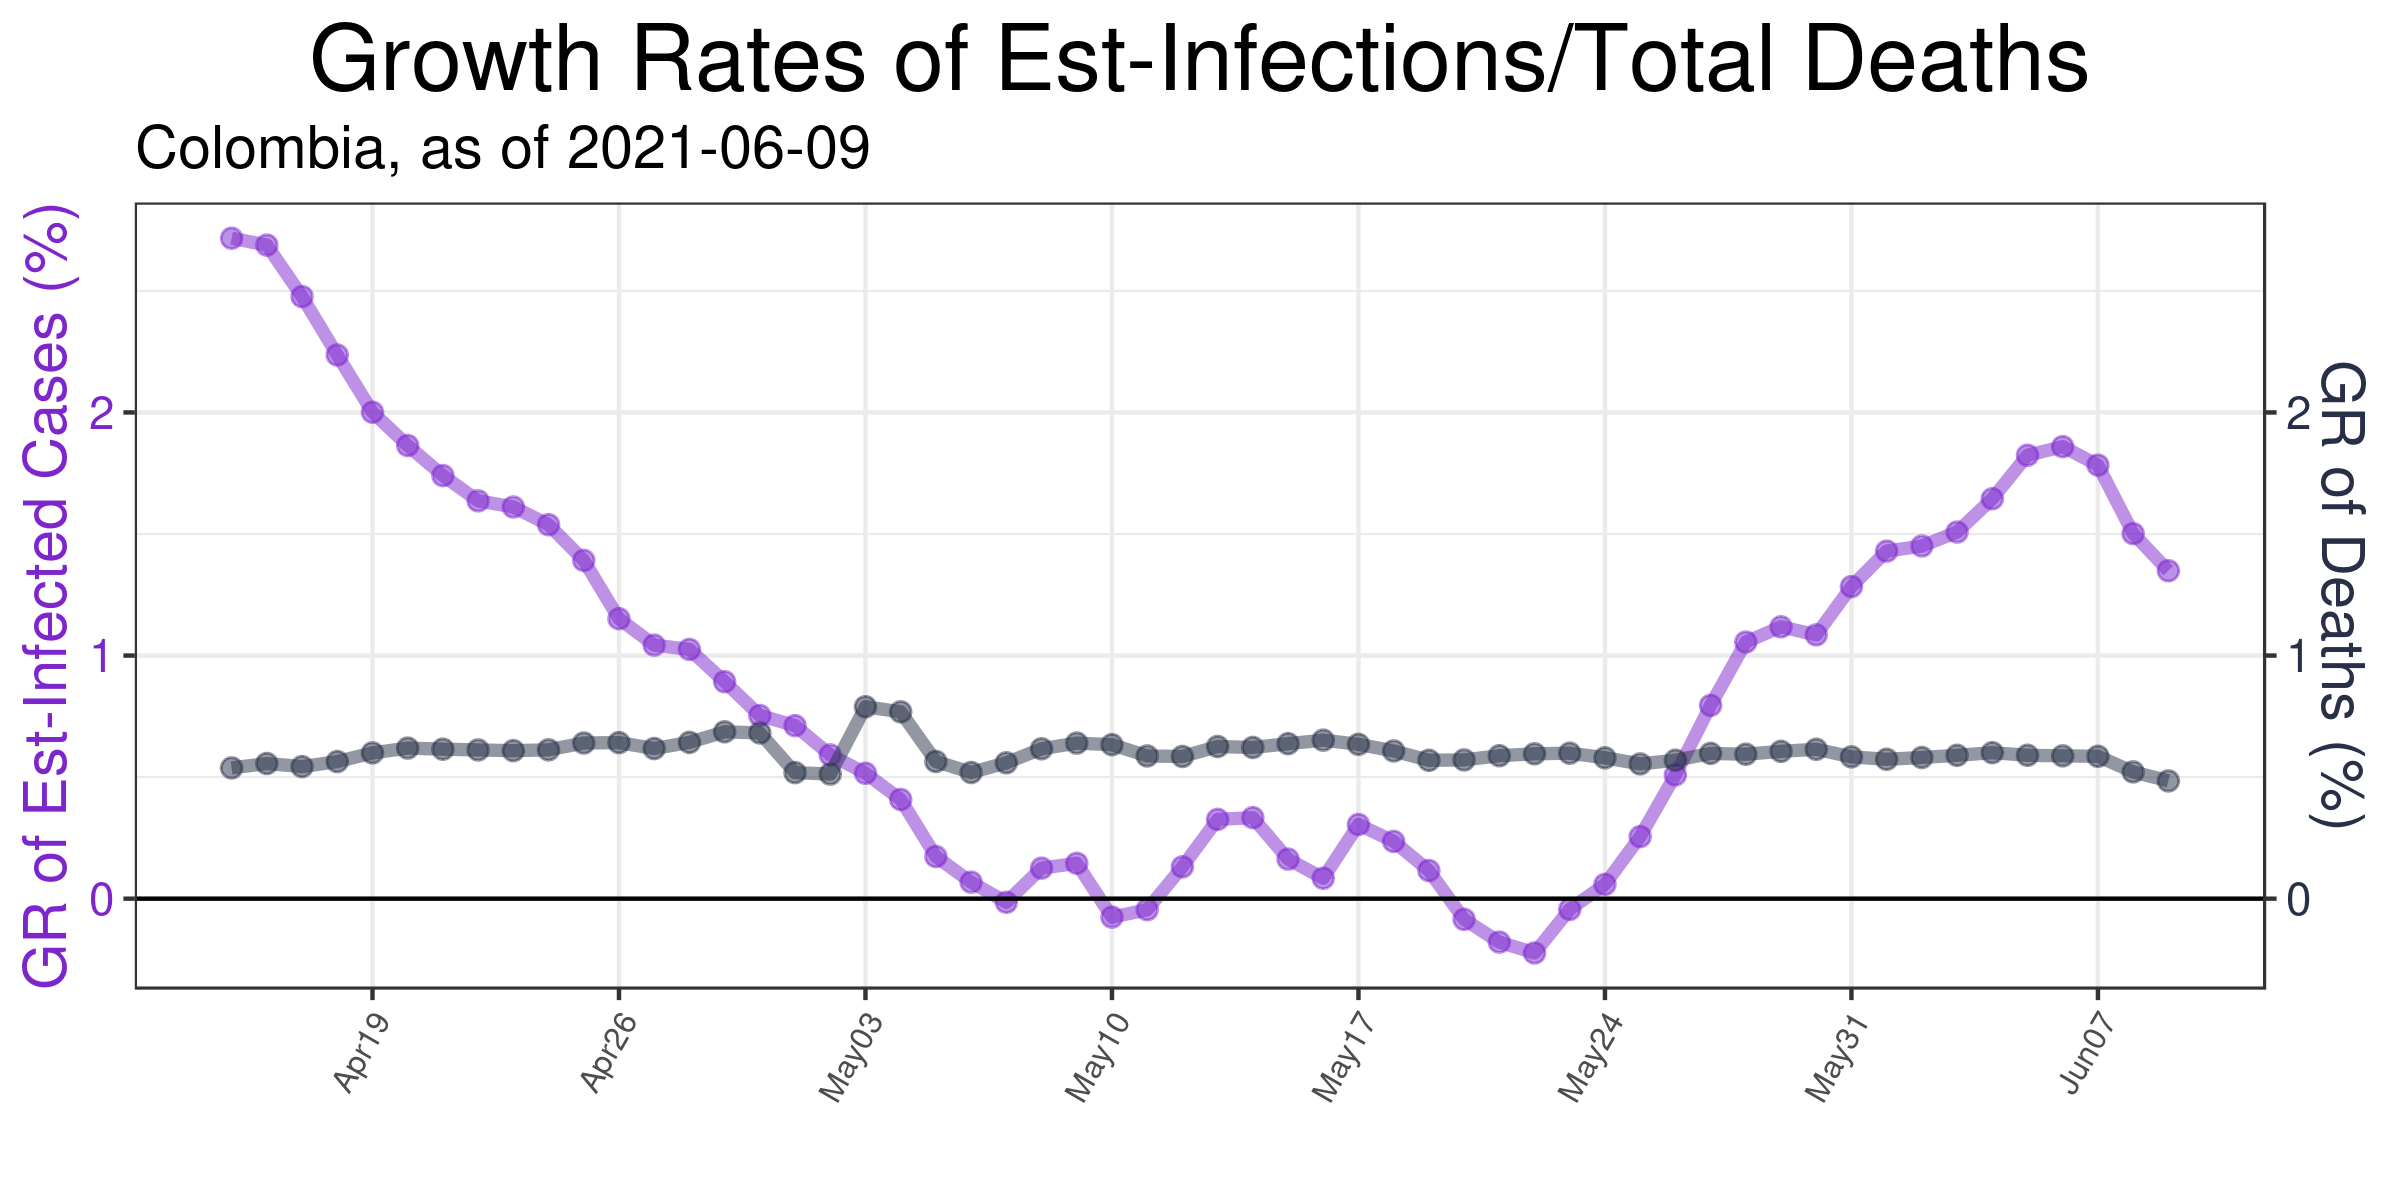 Growth Rates of Est-Infections/Total Deaths
Colombia, as of 2021-06-09
GR of Est-Infected Cases (%)
2
1
0
2
1
0
GR of Deaths (%)
Apr19
Apr26
May03
May10
May17
May24
May31
Jun07